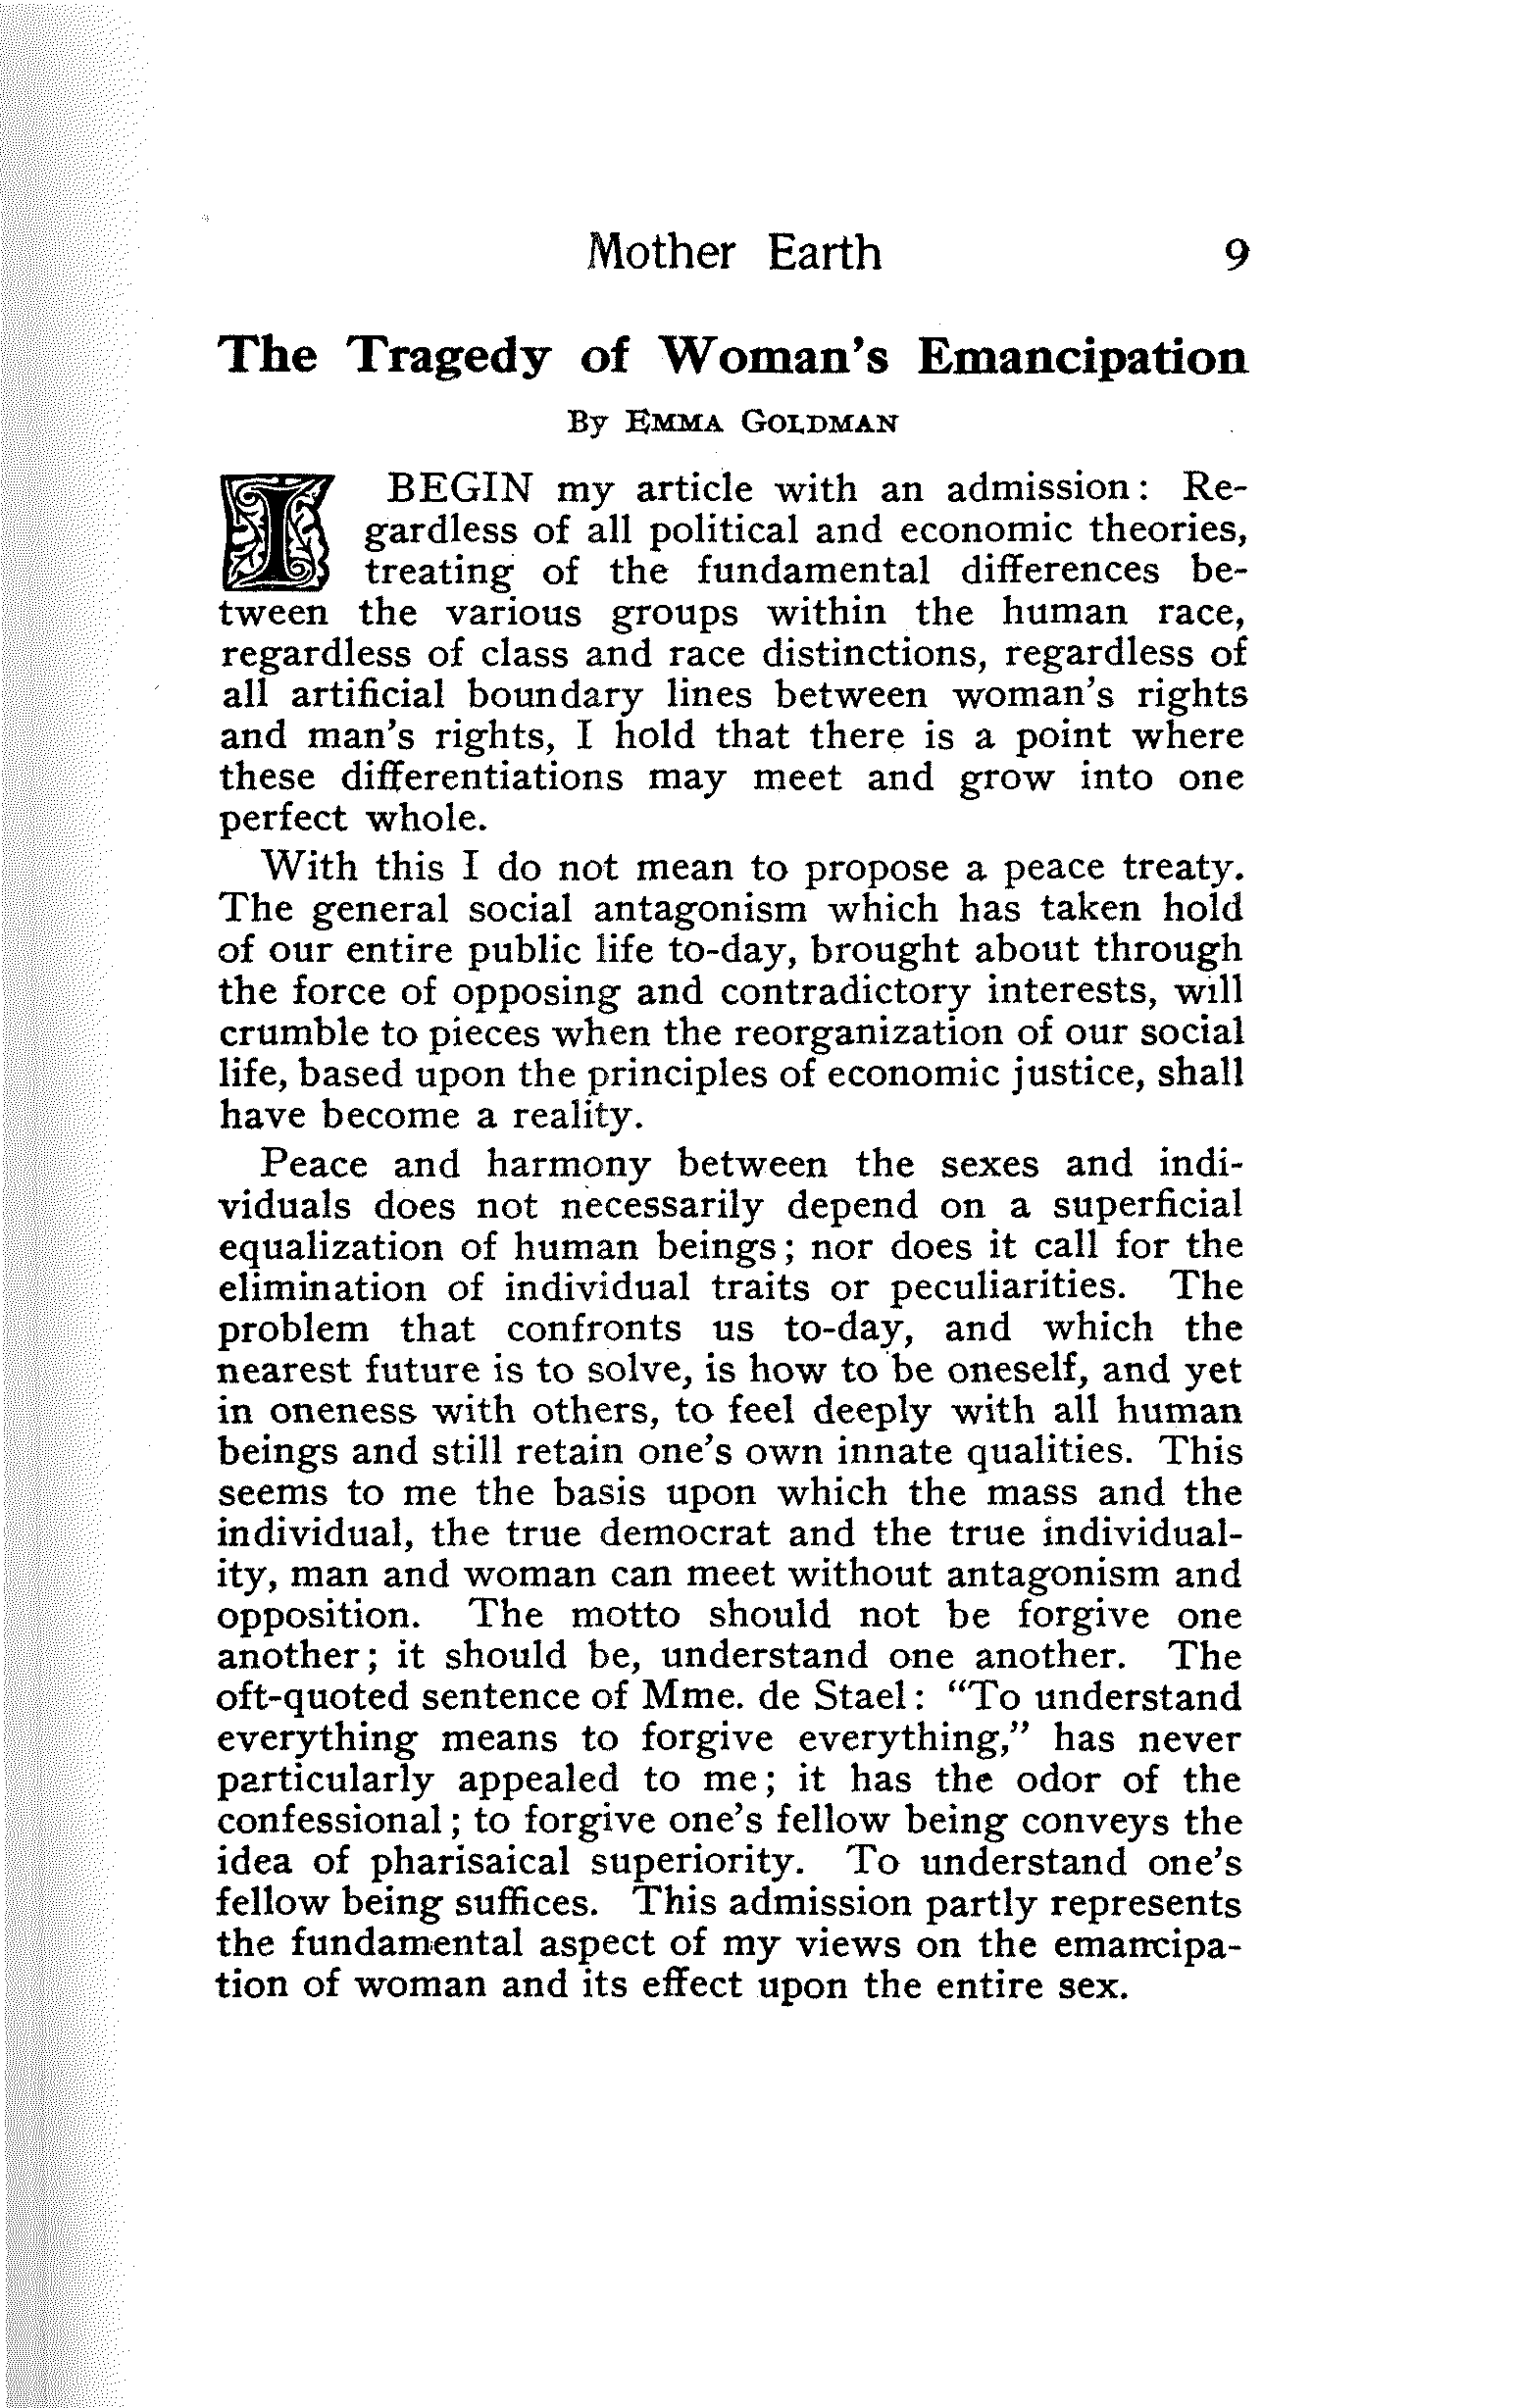 Mother Earth 9
The Tragedy of Woman's Emancipation
By Emma Goldman
I BEGIN my article with an admission: Re-
gardless of all political and economic theories,
treating of the fundamental differences be-
tween the various groups within the human race,
regardless of class and race distinctions, regardless of
all artificial boundary lines between woman's rights
and man's rights, I hold that there is a point where
these differentiations may meet and grow into one
perfect whole.
With this I do not mean to propose a peace treaty.
The general social antagonism which has taken hold
of our entire public life to-day, brought about through
the force of opposing and contradictory interests, will
crumble to pieces when the reorganization of our social
life, based upon the principles of economic justice, shall
have become a reality.
Peace and harmony between the sexes and indi-
viduals does not necessarily depend on a superficial
equalization of human beings; nor does it call for the
elimination of individual traits or peculiarities. The
problem that confronts us to-day, and which the
nearest future is to solve, is how to be oneself, and yet
in oneness with others, to feel deeply with all human
beings and still retain one's own innate qualities. This
seems to me the basis upon which the mass and the
individual, the true democrat and the true individual-
ity, man and woman can meet without antagonism and
opposition. The motto should not be forgive one
another; it should be, understand one another. The
oft-quoted sentence of Mme. de Stael: "To understand
everything means to forgive everything," has never
particularly appealed to me; it has the odor of the
confessional; to forgive one's fellow being conveys the
idea of pharisaical superiority. To understand one's
fellow being suffices. This admission partly represents
the fundamental aspect of my views on the emancipa-
tion of woman and its effect upon the entire sex.